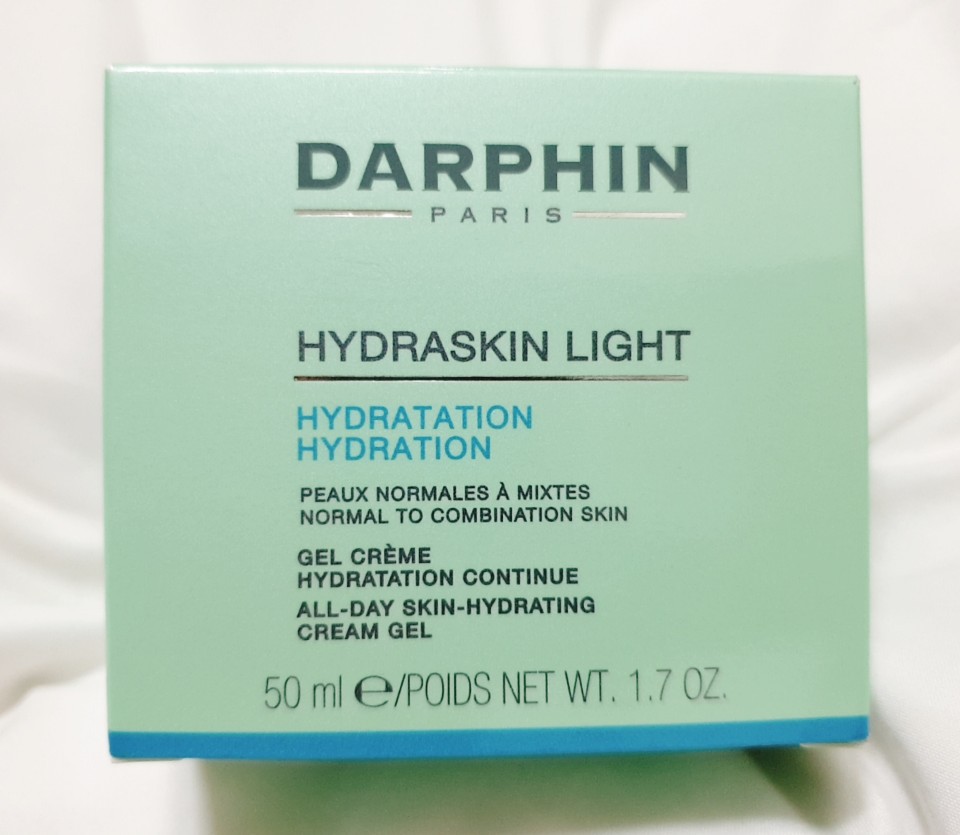 DARPHIN
PARIS
HYDRASKIN LIGHT
HYDRATATION
HYDRATION
PEAUX NORMALES À MIXTES
NORMAL TO COMBINATION SKIN
GEL CRÈME
HYDRATATION CONTINUE
ALL-DAY SKIN-HYDRATING
CREAM GEL
50 ml ℮/POIDS NET WT. 1.7 OZ.